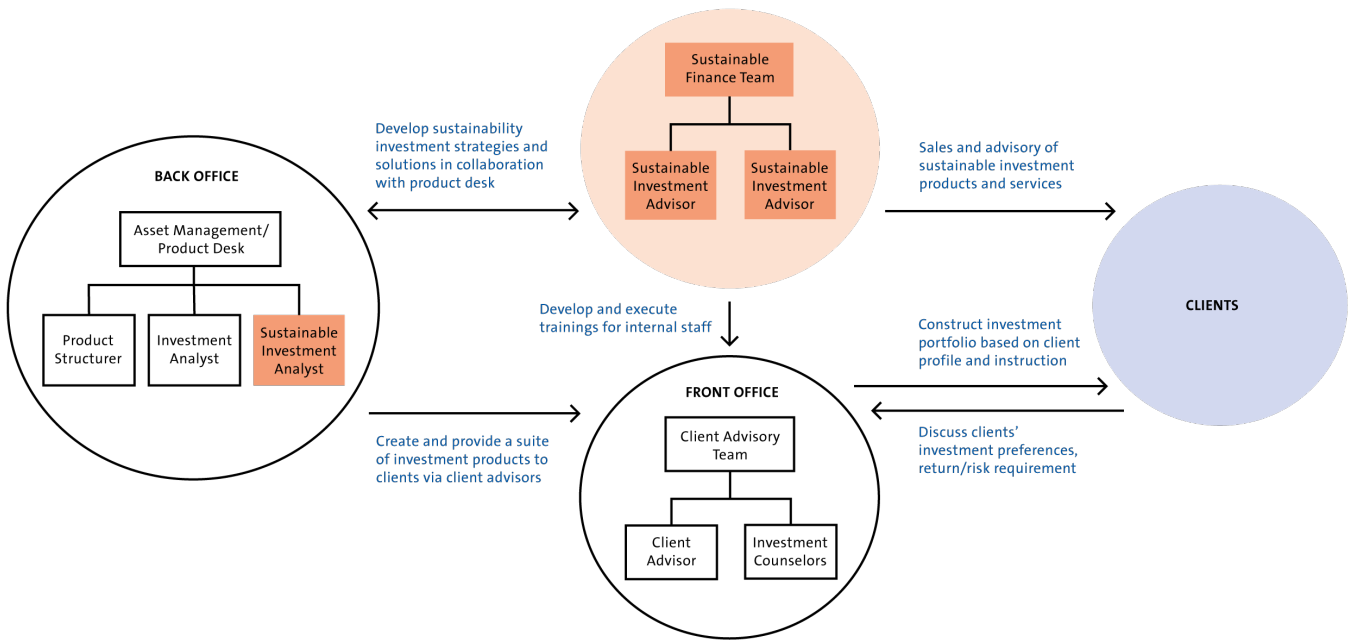 Sustainable
Finance Team
Sustainable
Investment
Advisor
Sustainable
Investment
Advisor
Develop sustainability
investment strategies and
solutions in collaboration
with product desk
Sales and advisory of
sustainable investment
products and services
BACK OFFICE
Asset Management/
Product Desk
Product
Structurer
Investment
Analyst
Sustainable
Investment
Analyst
CLIENTS
Develop and execute
trainings for internal staff
Construct investment
portfolio based on client
profile and instruction
FRONT OFFICE
Client Advisory
Team
Client
Advisor
Investment
Counselors
Create and provide a suite
of investment products to
clients via client advisors
Discuss clients’
investment preferences,
return/risk requirement